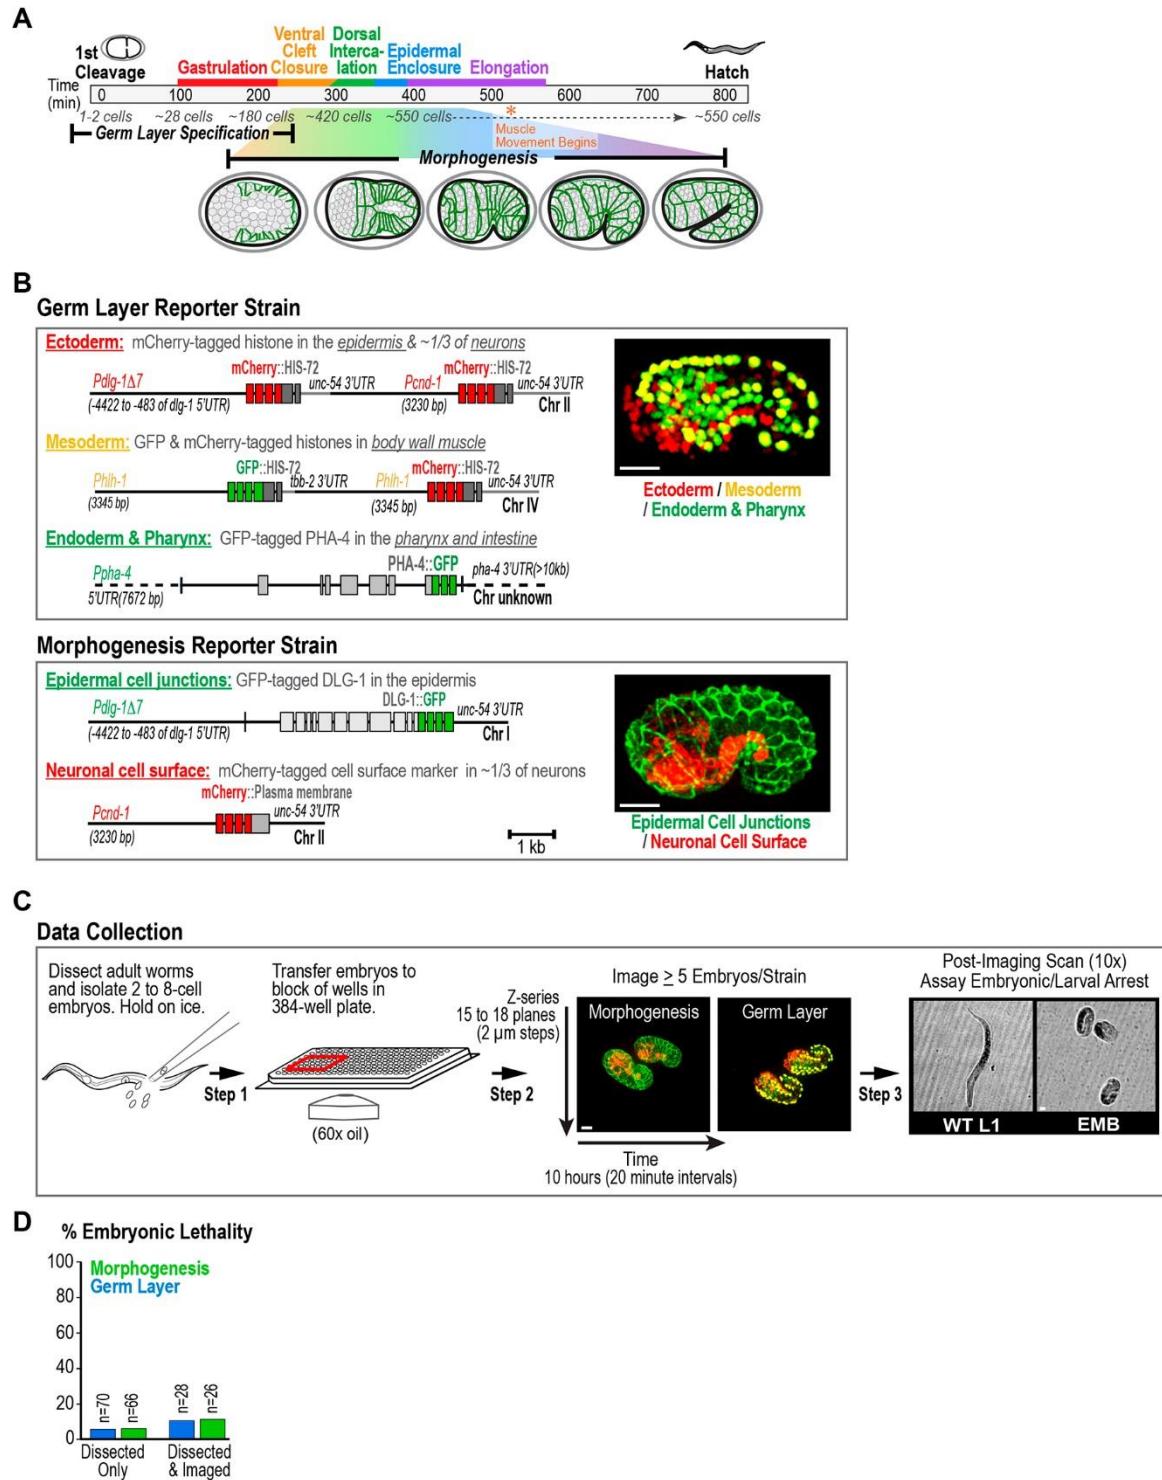 A
1st
Cleavage
Gastrulation
Ventral
Cleft
Closure
Dorsal
Interca-
lation
Epidermal
Enclosure
Elongation
Hatch
Time
(min)
0 100 200 300 400 500 600 700 800
1-2 cells ~28 cells ~180 cells ~420 cells ~550 cells ~550 cells
Germ Layer Specification
*
Muscle
Movement Begins
Morphogenesis
B
Germ Layer Reporter Strain
Ectoderm: mCherry-tagged histone in the epidermis & ~1/3 of neurons
mCherry::HIS-72 mCherry::HIS-72
Pdlg-1Δ7 unc-54 3'UTR Pcnd-1 unc-54 3'UTR
(-4422 to -483 of dlg-1 5'UTR) (3230 bp) Chr II
Mesoderm: GFP & mCherry-tagged histones in body wall muscle
GFP::HIS-72 mCherry::HIS-72
Phlh-1 tbb-2 3'UTR Phlh-1 unc-54 3'UTR
(3345 bp) (3345 bp) Chr IV
Endoderm & Pharynx: GFP-tagged PHA-4 in the pharynx and intestine
PHA-4::GFP
Ppha-4 pha-4 3'UTR(>10kb)
5'UTR(7672 bp) Chr unknown
Ectoderm / Mesoderm
/ Endoderm & Pharynx
Morphogenesis Reporter Strain
Epidermal cell junctions: GFP-tagged DLG-1 in the epidermis
DLG-1::GFP
Pdlg-1Δ7 unc-54 3'UTR
(-4422 to -483 of dlg-1 5'UTR) Chr I
Neuronal cell surface: mCherry-tagged cell surface marker in ~1/3 of neurons
mCherry::Plasma membrane
Pcnd-1 unc-54 3'UTR
(3230 bp) Chr II
1 kb
Epidermal Cell Junctions
/ Neuronal Cell Surface
C
Data Collection
Dissect adult worms
and isolate 2 to 8-cell
embryos. Hold on ice.
Step 1
Transfer embryos to
block of wells in
384-well plate.
(60x oil)
Step 2
Image ≥ 5 Embryos/Strain
Z-series
15 to 18 planes
(2 µm steps)
Morphogenesis Germ Layer
Time
10 hours (20 minute intervals)
Step 3
Post-Imaging Scan (10x)
Assay Embryonic/Larval Arrest
WT L1 EMB
D
% Embryonic Lethality
Morphogenesis
Germ Layer
100
80
60
40
20
0
n=70 n=66 n=28 n=26
Dissected
Only
Dissected
& Imaged